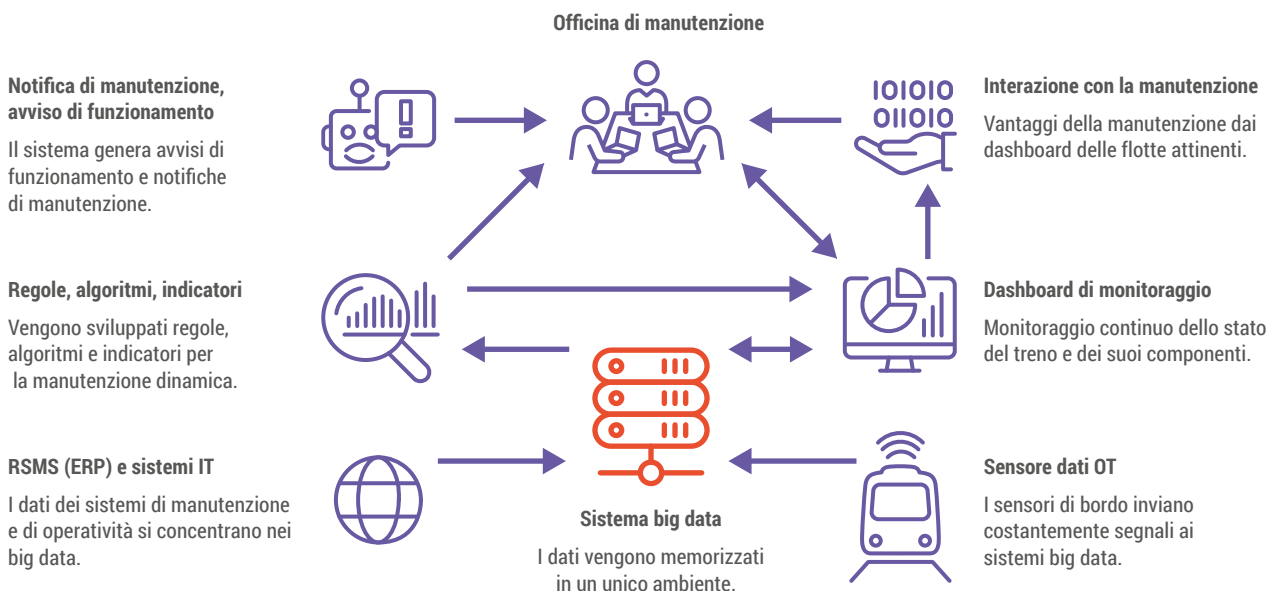 Officina di manutenzione
Notifica di manutenzione,
avviso di funzionamento
Il sistema genera avvisi di
funzionamento e notifiche
di manutenzione.
101010
011010
Interazione con la manutenzione
Vantaggi della manutenzione dai
dashboard delle flotte attinenti.
Regole, algoritmi, indicatori
Vengono sviluppati regole,
algoritmi e indicatori per
la manutenzione dinamica.
Dashboard di monitoraggio
Monitoraggio continuo dello stato
del treno e dei suoi componenti.
RSMS (ERP) e sistemi IT
I dati dei sistemi di manutenzione
e di operatività si concentrano nei
big data.
Sistema big data
I dati vengono memorizzati
in un unico ambiente.
Sensore dati OT
I sensori di bordo inviano
costantemente segnali ai
sistemi big data.